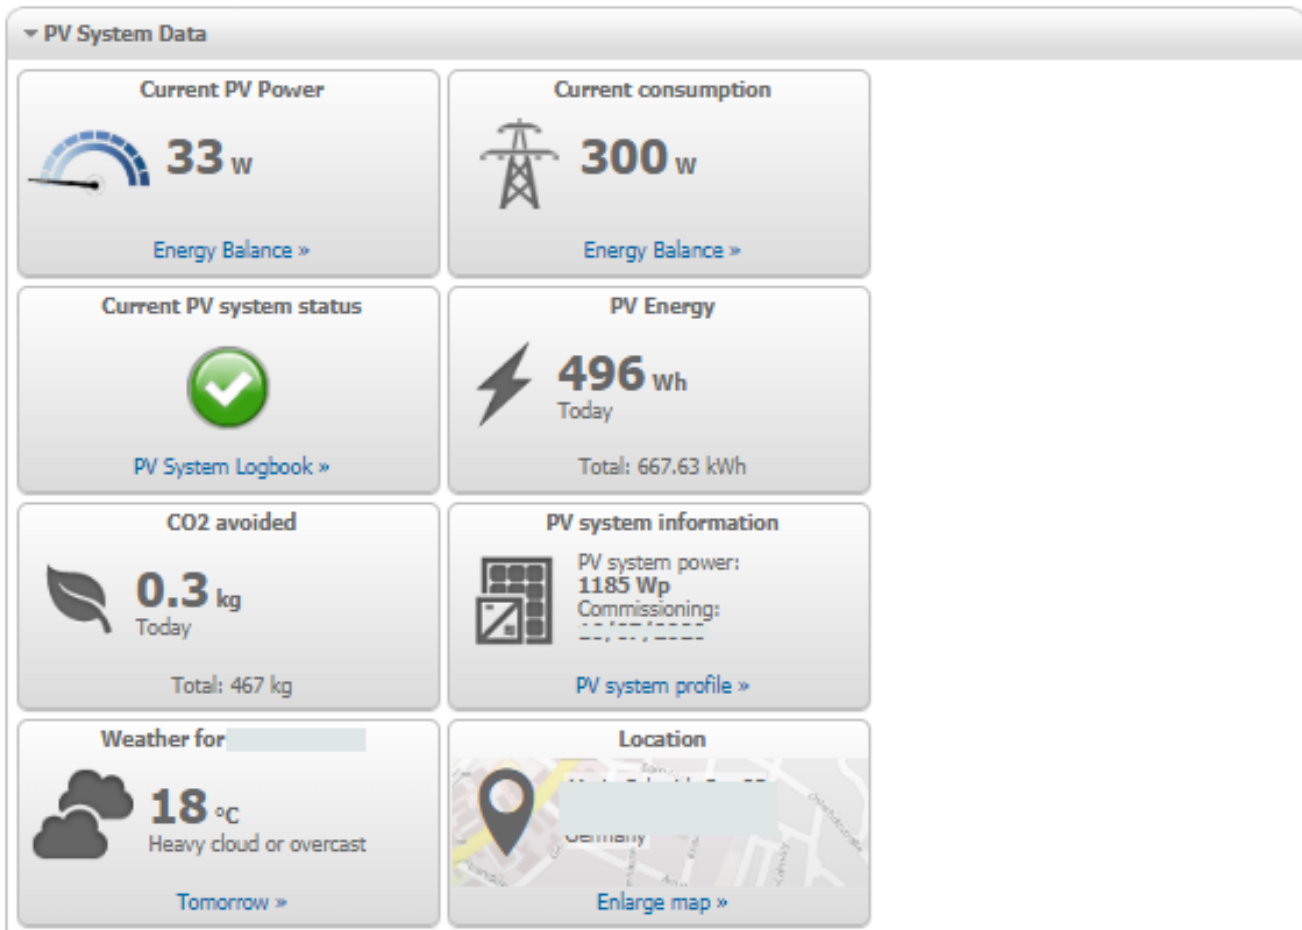 PV System Data
Current PV Power
33 W
Energy Balance »
Current consumption
300 W
Energy Balance »
Current PV system status
PV System Logbook »
PV Energy
496 Wh
Today
Total: 667.63 kWh
CO2 avoided
0.3 kg
Today
Total: 467 kg
PV system information
PV system power:
1185 Wp
Commissioning:
PV system profile »
Weather for
18 °C
Heavy cloud or overcast
Tomorrow »
Location
Germany
Enlarge map »